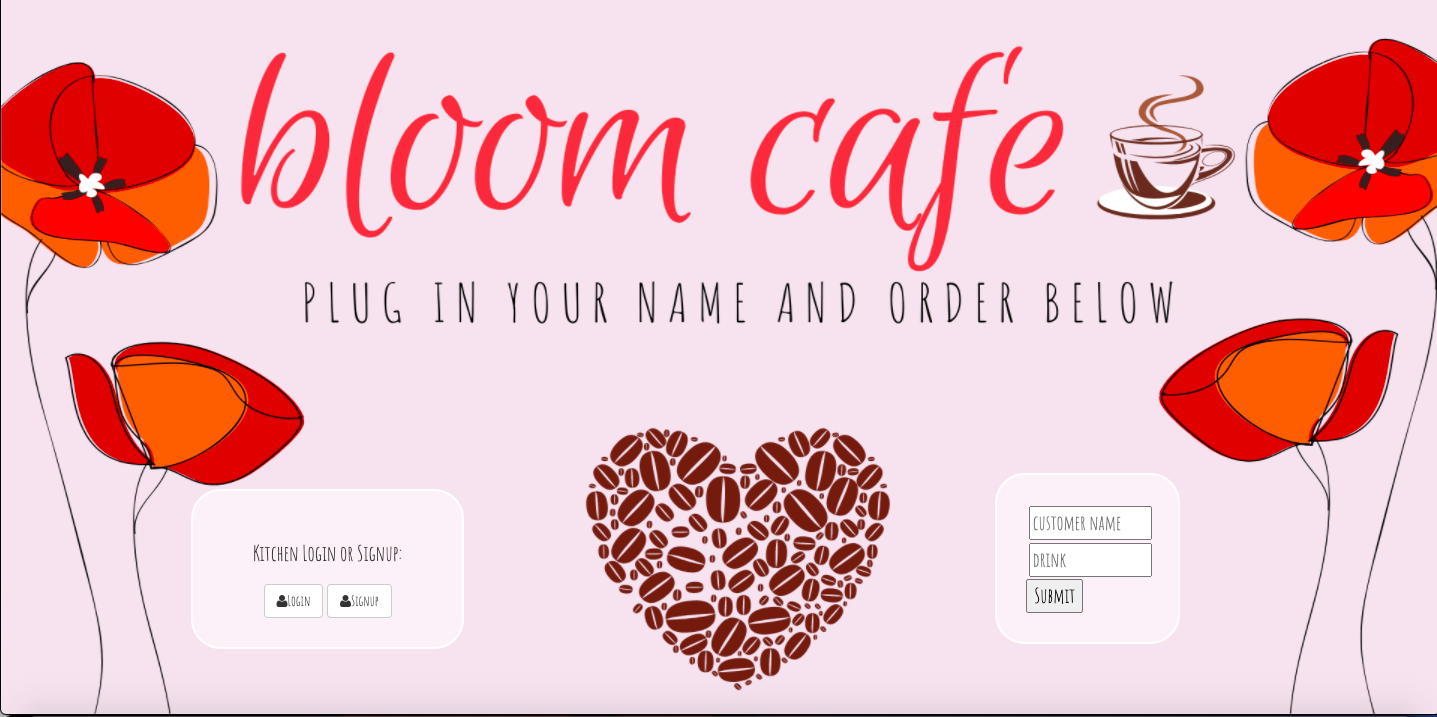 bloom cafe
PLUG IN YOUR NAME AND ORDER BELOW
Kitchen Login or Signup:
Login Signup
customer name
drink
Submit